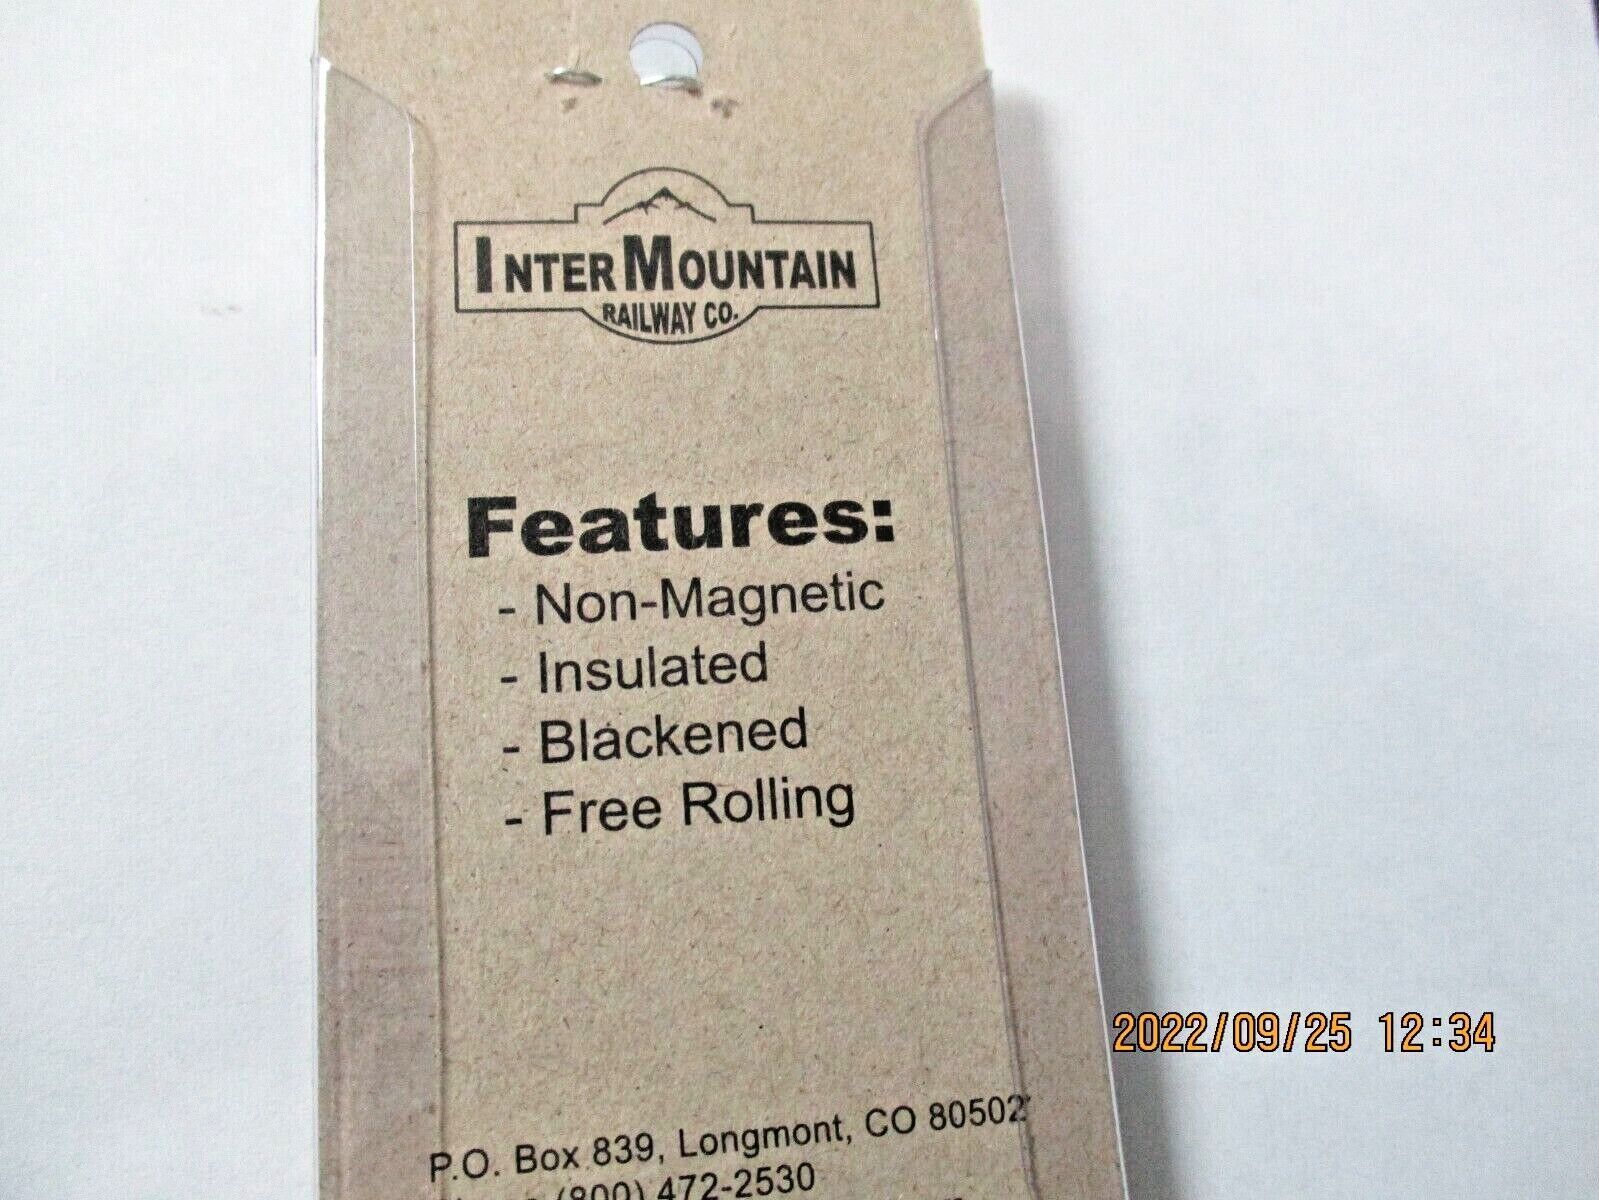 INTERMOUNTAIN
RAILWAY CO.
Features:
- Non-Magnetic
- Insulated
- Blackened
- Free Rolling
2022/09/25 12:34
P.O. Box 839, Longmont, CO 80502
(800) 472-2530